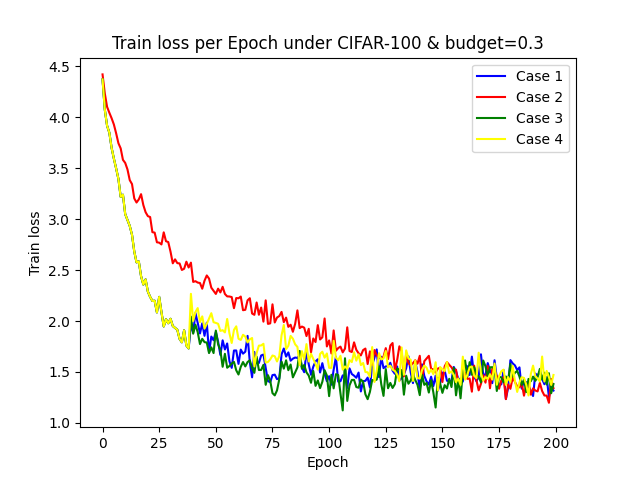 Train loss per Epoch under CIFAR-100 & budget=0.3
Case 1
Case 2
Case 3
Case 4
Train loss
4.5
4.0
3.5
3.0
2.5
2.0
1.5
1.0
0
25
50
75
100
125
150
175
200
Epoch